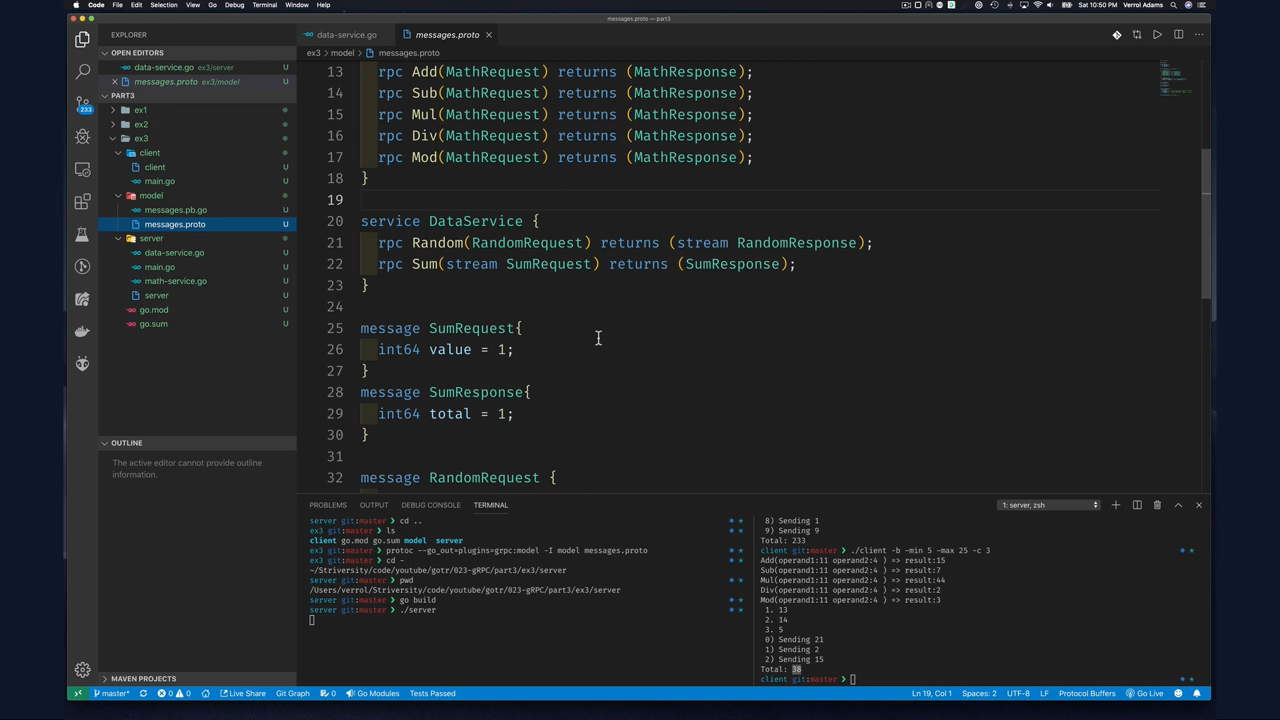 Code File Edit Selection View Go Debug Terminal Window Help
Sat 10:50 PM Verrol Adams
messages.proto — part3
EXPLORER
OPEN EDITORS
data-service.go ex3/server U
messages.proto ex3/model U
PART3
ex1
ex2
ex3
client
client U
main.go U
model
messages.pb.go U
messages.proto U
server
data-service.go U
main.go U
math-service.go U
server U
go.mod U
go.sum U
233
OUTLINE
The active editor cannot provide outline
information.
MAVEN PROJECTS
data-service.go
messages.proto
ex3 › model › messages.proto
13 rpc Add(MathRequest) returns (MathResponse);
14 rpc Sub(MathRequest) returns (MathResponse);
15 rpc Mul(MathRequest) returns (MathResponse);
16 rpc Div(MathRequest) returns (MathResponse);
17 rpc Mod(MathRequest) returns (MathResponse);
18 }
19
20 service DataService {
21 rpc Random(RandomRequest) returns (stream RandomResponse);
22 rpc Sum(stream SumRequest) returns (SumResponse);
23 }
24
25 message SumRequest{
26 int64 value = 1;
27 }
28 message SumResponse{
29 int64 total = 1;
30 }
31
32 message RandomRequest {
PROBLEMS OUTPUT DEBUG CONSOLE TERMINAL
1: server, zsh
server git:master ❯ cd ..
ex3 git:master ❯ ls
client go.mod go.sum model server
ex3 git:master ❯ protoc --go_out=plugins=grpc:model -I model messages.proto
ex3 git:master ❯ cd -
~/Striversity/code/youtube/gotr/023-gRPC/part3/ex3/server
server git:master ❯ pwd
/Users/verrol/Striversity/code/youtube/gotr/023-gRPC/part3/ex3/server
server git:master ❯ go build
server git:master ❯ ./server
8) Sending 1
9) Sending 9
Total: 233
client git:master ❯ ./client -b -min 5 -max 25 -c 3
Add(operand1:11 operand2:4 ) => result:15
Sub(operand1:11 operand2:4 ) => result:7
Mul(operand1:11 operand2:4 ) => result:44
Div(operand1:11 operand2:4 ) => result:2
Mod(operand1:11 operand2:4 ) => result:3
1. 13
2. 14
3. 5
0) Sending 21
1) Sending 2
2) Sending 15
Total: 38
client git:master ❯
master* 0 0 Live Share Git Graph 0 Go Modules Tests Passed
Ln 19, Col 1 Spaces: 2 UTF-8 LF Protocol Buffers Go Live